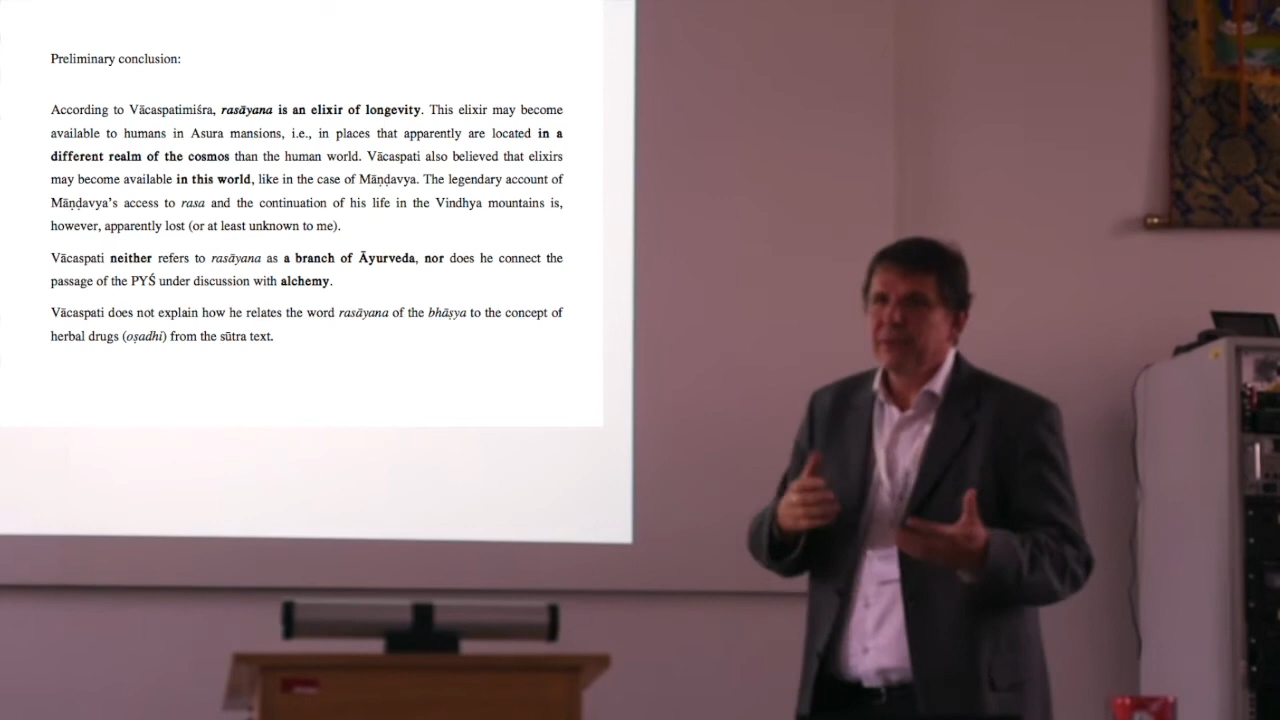 Preliminary conclusion:
According to Vācaspatimiśra, rasāyana is an elixir of longevity. This elixir may become
available to humans in Asura mansions, i.e., in places that apparently are located in a
different realm of the cosmos than the human world. Vācaspati also believed that elixirs
may become available in this world, like in the case of Māṇḍavya. The legendary account of
Māṇḍavya's access to rasa and the continuation of his life in the Vindhya mountains is,
however, apparently lost (or at least unknown to me).
Vācaspati neither refers to rasāyana as a branch of Āyurveda, nor does he connect the
passage of the PYŚ under discussion with alchemy.
Vācaspati does not explain how he relates the word rasāyana of the bhāṣya to the concept of
herbal drugs (oṣadhi) from the sūtra text.